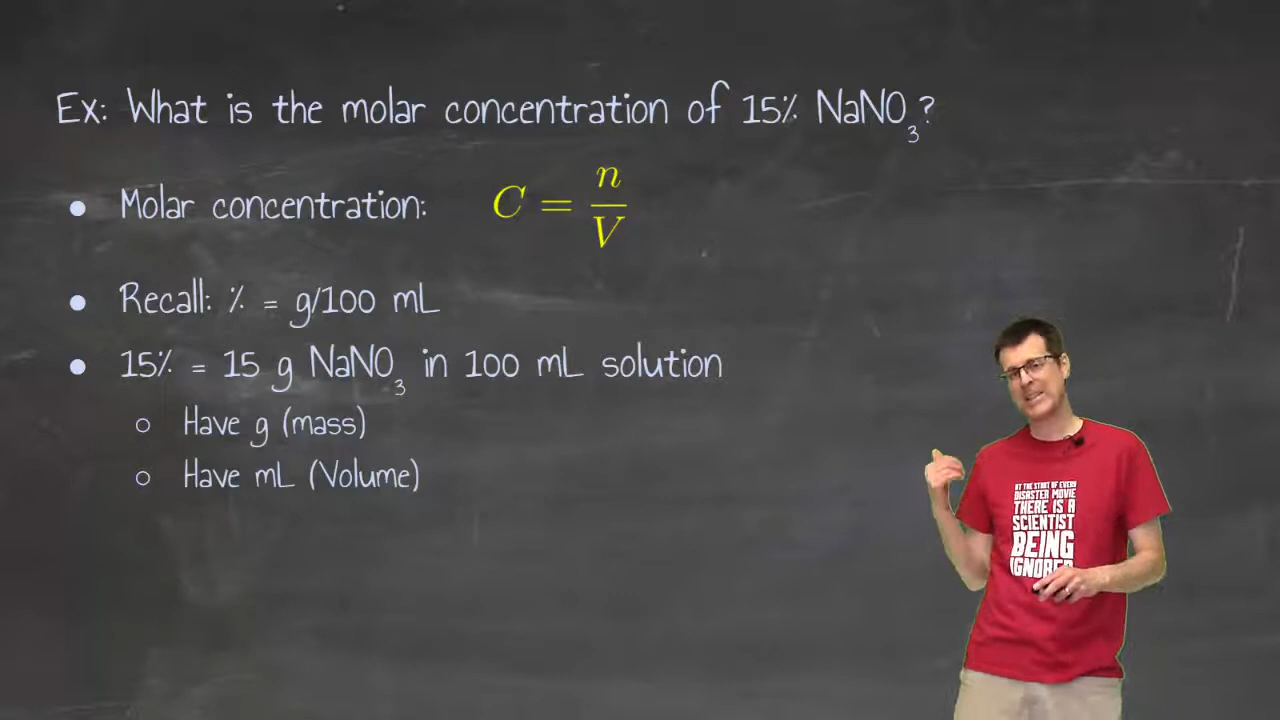 Ex: What is the molar concentration of 15% NaNO₃?
● Molar concentration: C = n/V
● Recall: % = g/100 mL
● 15% = 15 g NaNO₃ in 100 mL solution
○ Have g (mass)
○ Have mL (Volume)
AT THE START OF EVERY
DISASTER MOVIE
THERE IS A
SCIENTIST
BEING
IGNORED